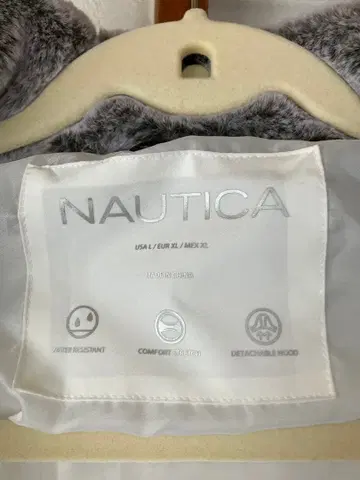 NAUTICA
USA L / EUR XL / MEX XL
WATER RESISTANT
COMFORT
DETACHABLE HOOD